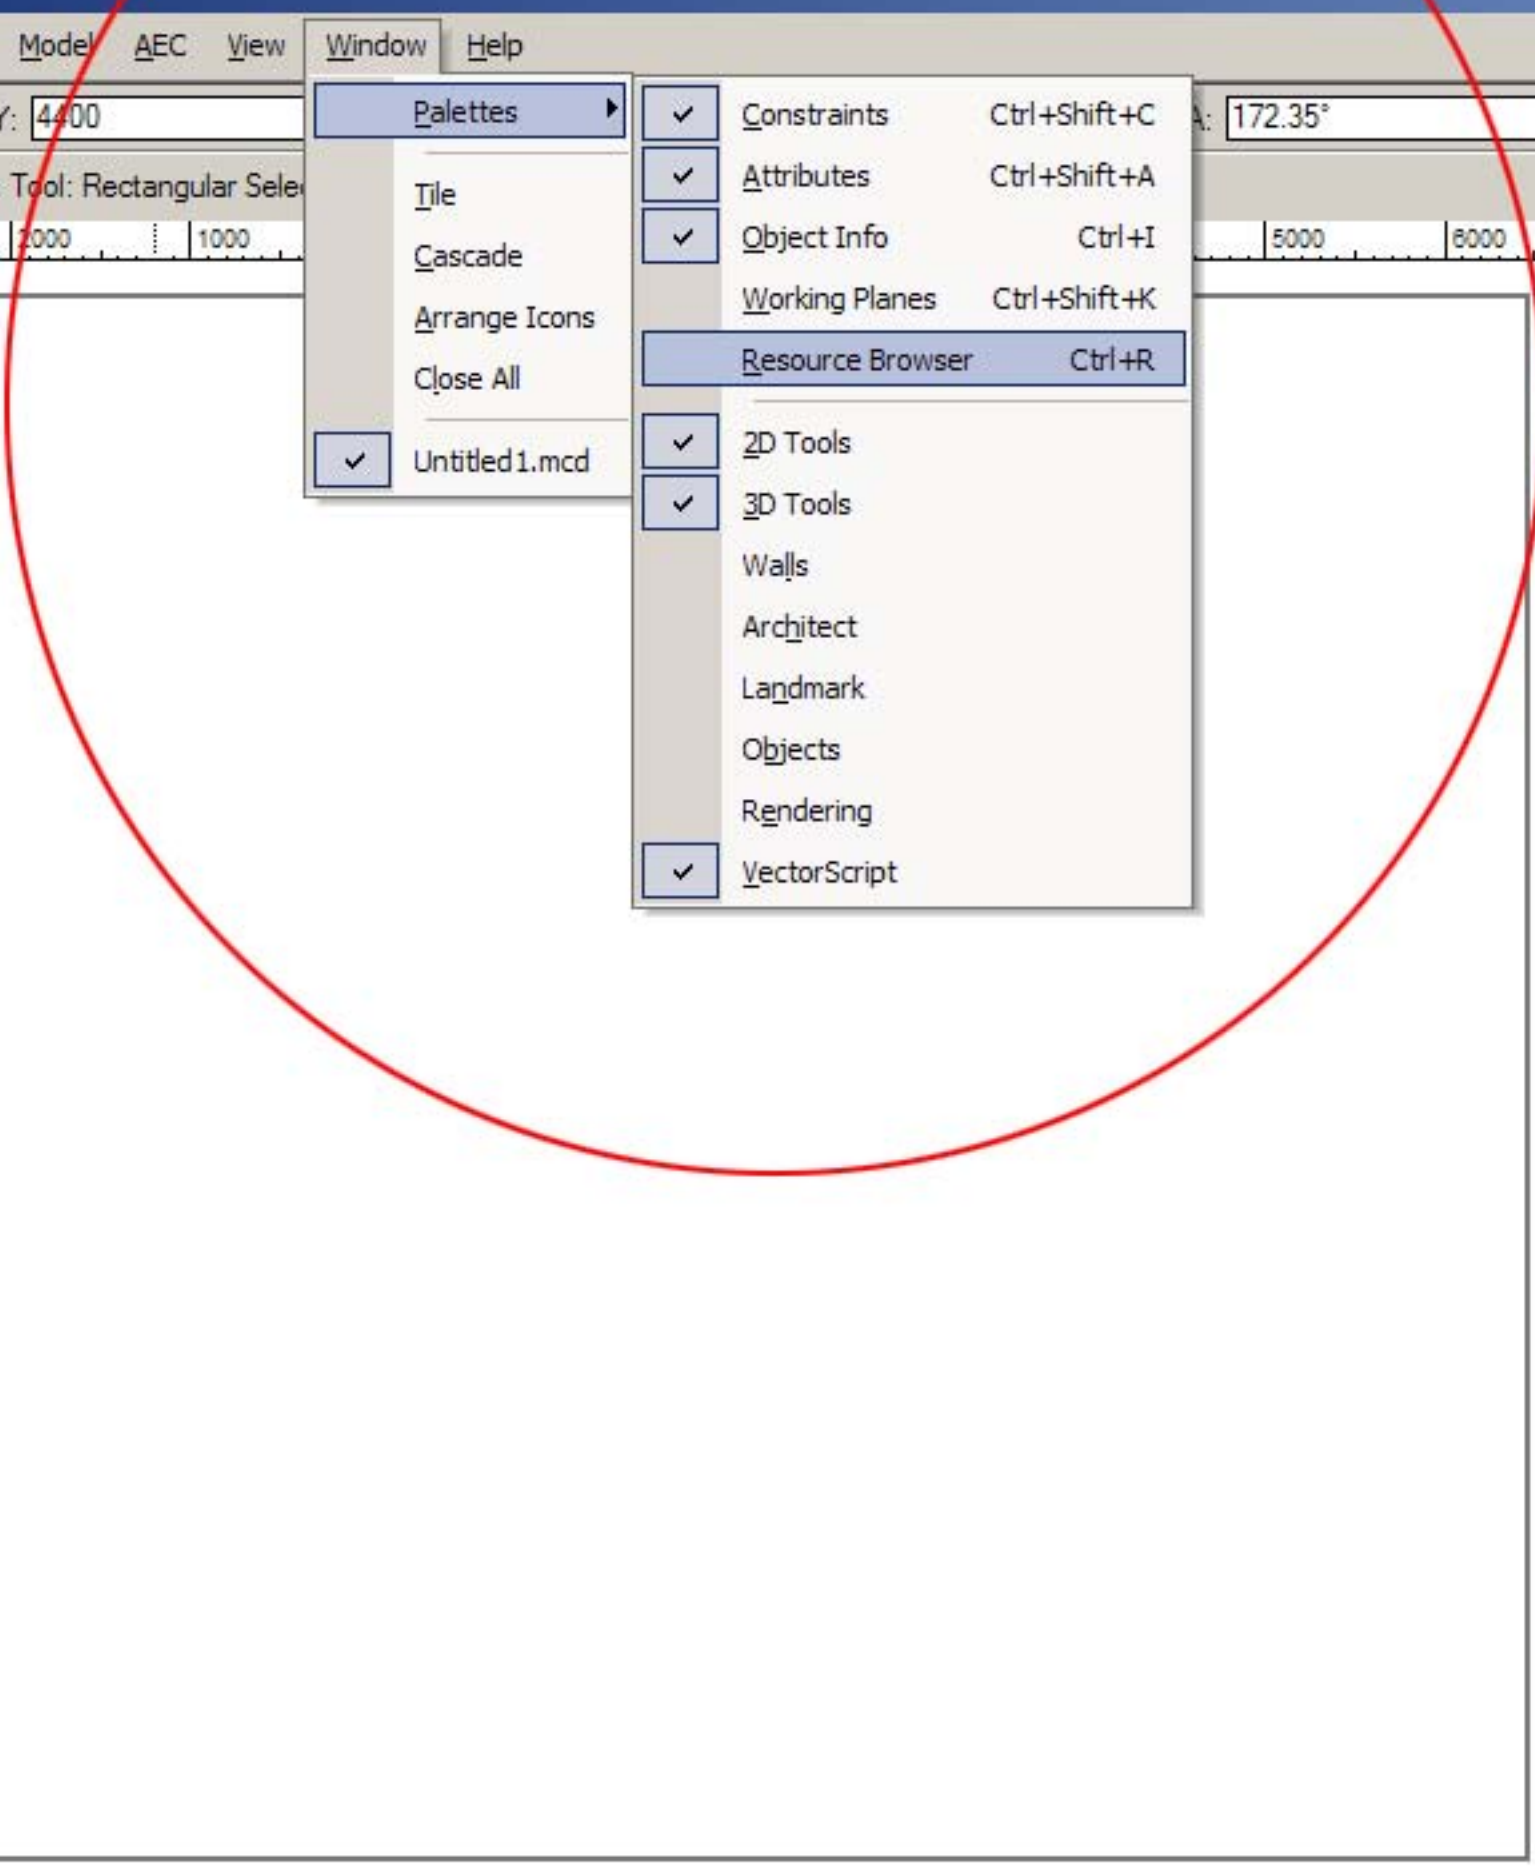 Model AEC View Window Help
Y: 4400
A: 172.35°
Tool: Rectangular
2000 1000 5000 6000
Palettes
Tile
Cascade
Arrange Icons
Close All
Untitled1.mcd
Constraints Ctrl+Shift+C
Attributes Ctrl+Shift+A
Object Info Ctrl+I
Working Planes Ctrl+Shift+K
Resource Browser Ctrl+R
2D Tools
3D Tools
Walls
Architect
Landmark
Objects
Rendering
VectorScript